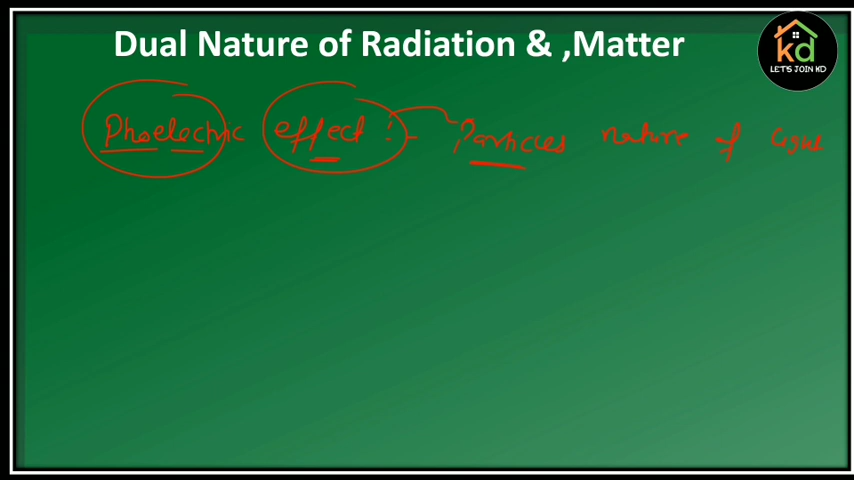 Dual Nature of Radiation & ,Matter
kd
LET'S JOIN KD
Phoelectric effect :- Particles nature of light